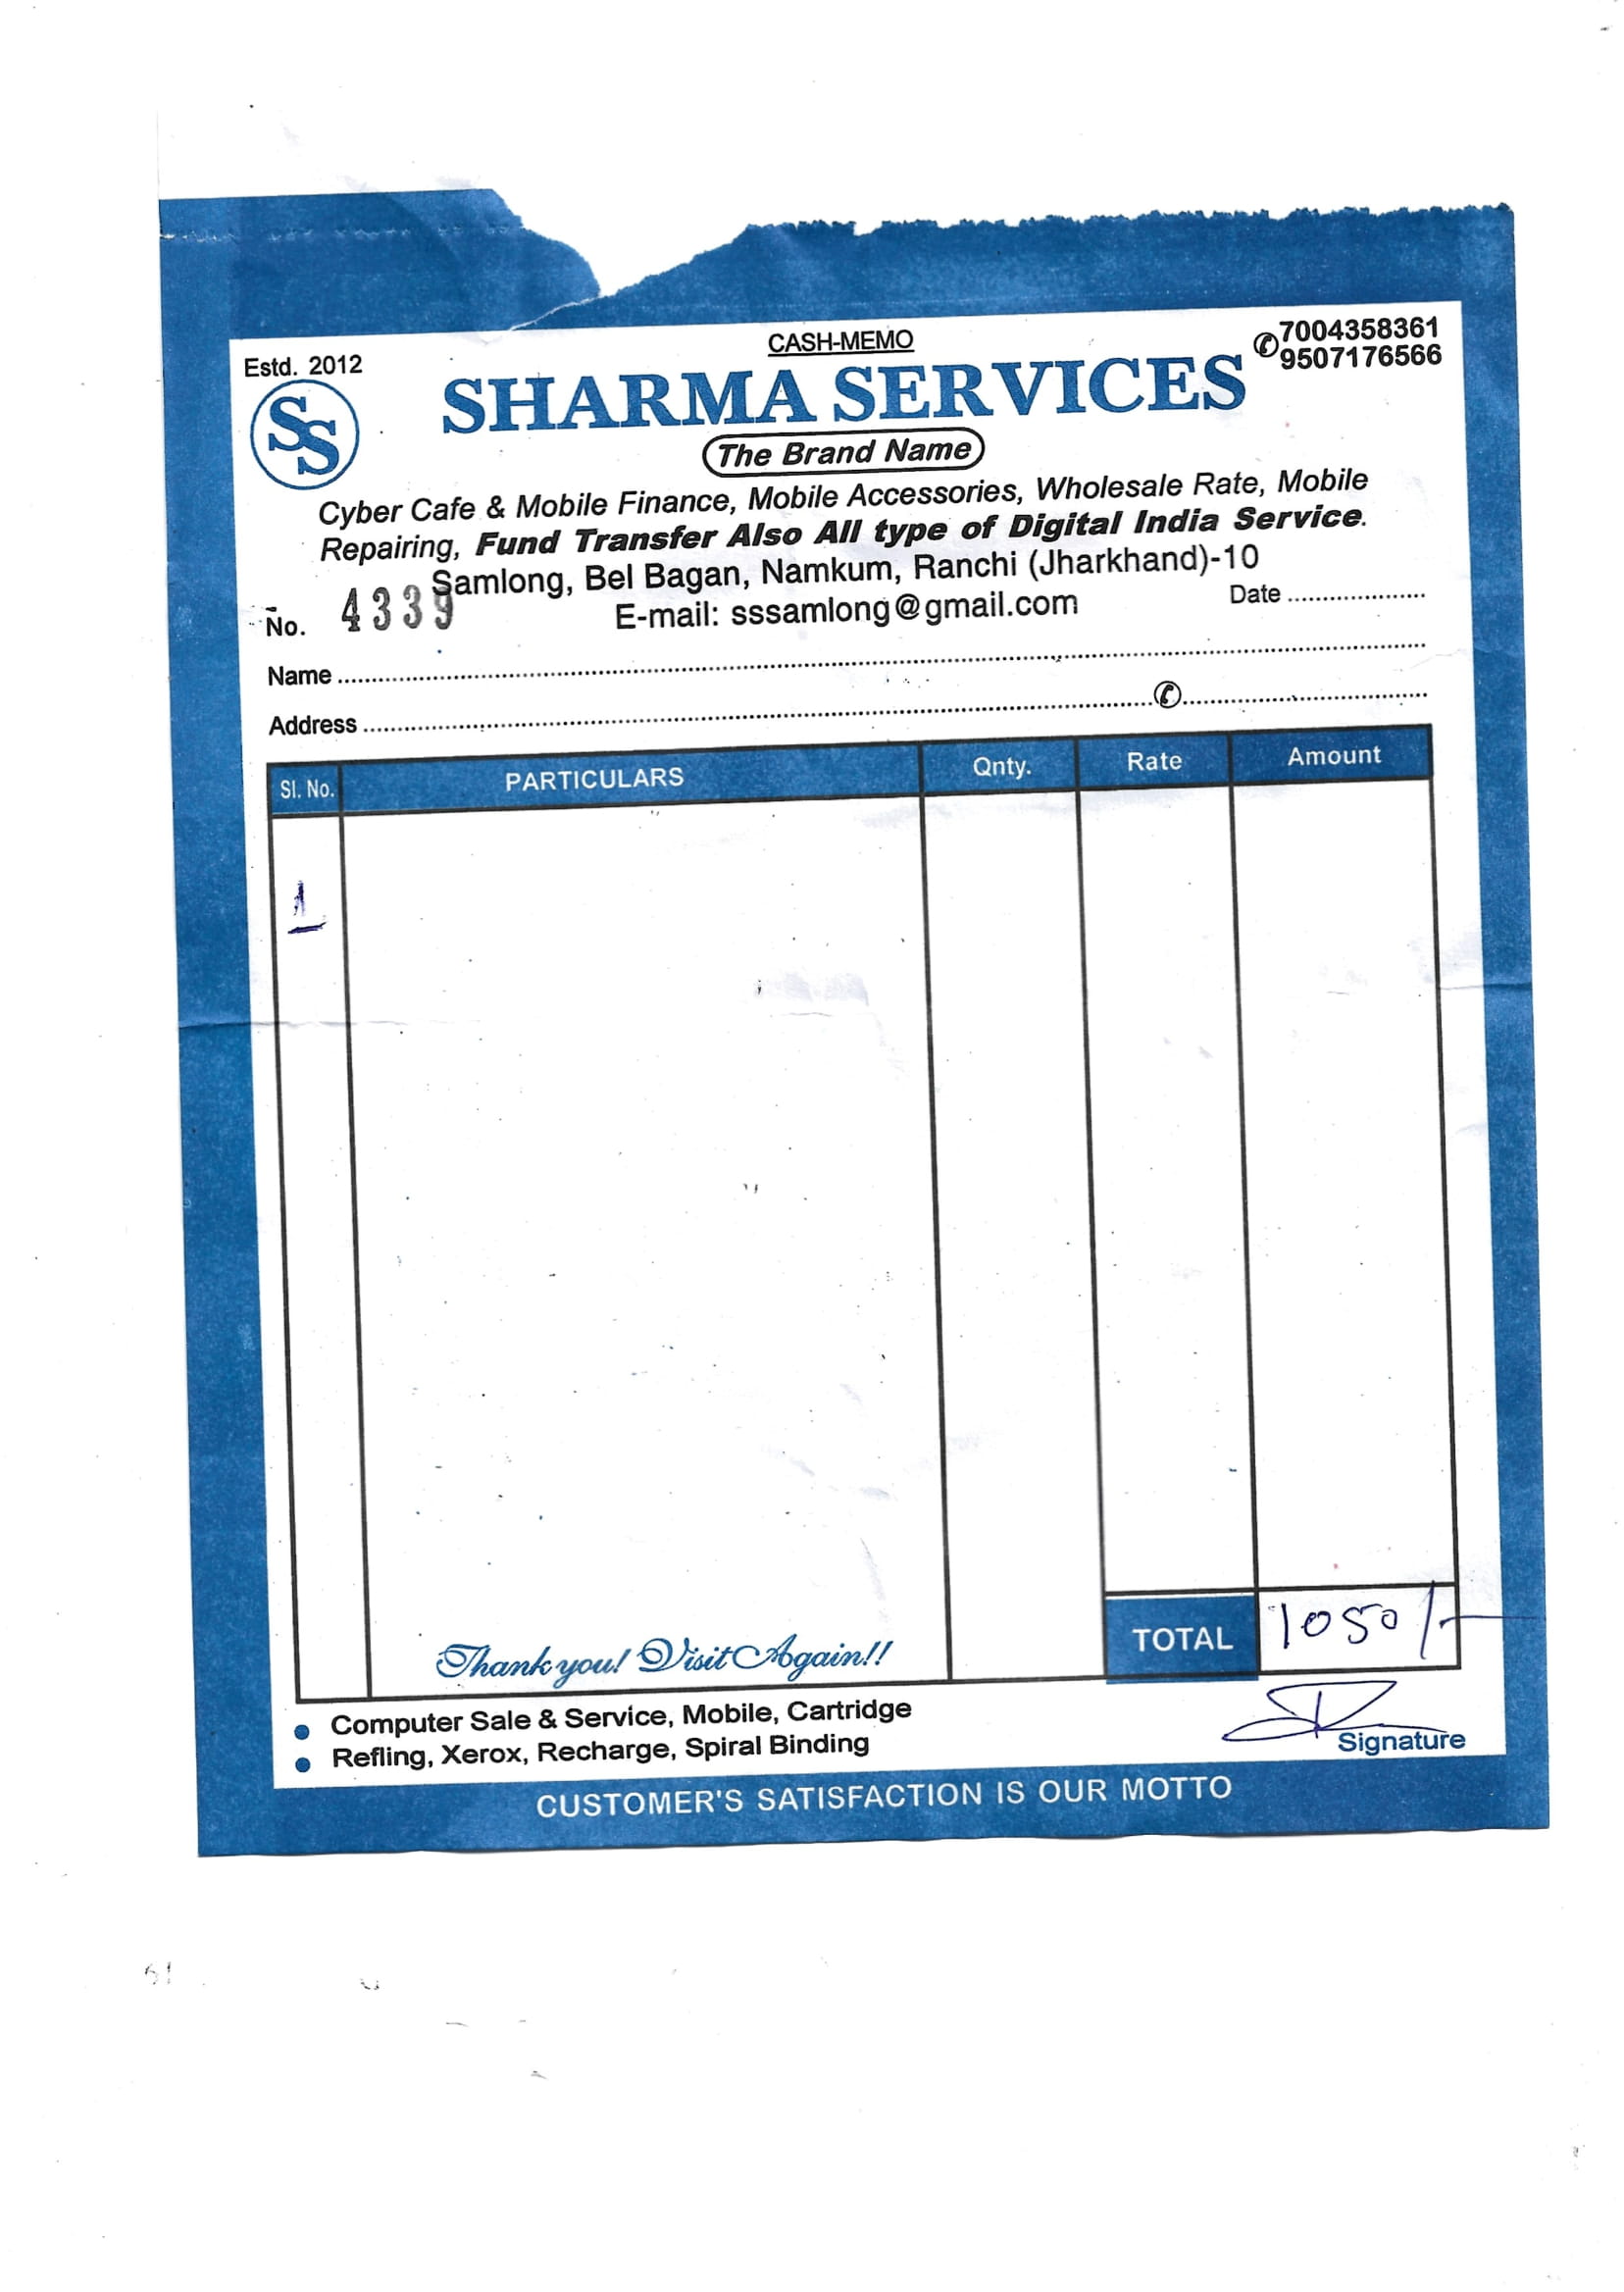 CASH-MEMO
Estd. 2012
7004358361
9507176566
SS
SHARMA SERVICES
The Brand Name
Cyber Cafe & Mobile Finance, Mobile Accessories, Wholesale Rate, Mobile
Repairing, Fund Transfer Also All type of Digital India Service.
Samlong, Bel Bagan, Namkum, Ranchi (Jharkhand)-10
No. 4339
E-mail: sssamlong@gmail.com
Date
Name
Address
Sl. No. PARTICULARS Qnty. Rate Amount
1
TOTAL 1050/-
Thank you! Visit Again!!
Computer Sale & Service, Mobile, Cartridge
Refling, Xerox, Recharge, Spiral Binding
Signature
CUSTOMER'S SATISFACTION IS OUR MOTTO